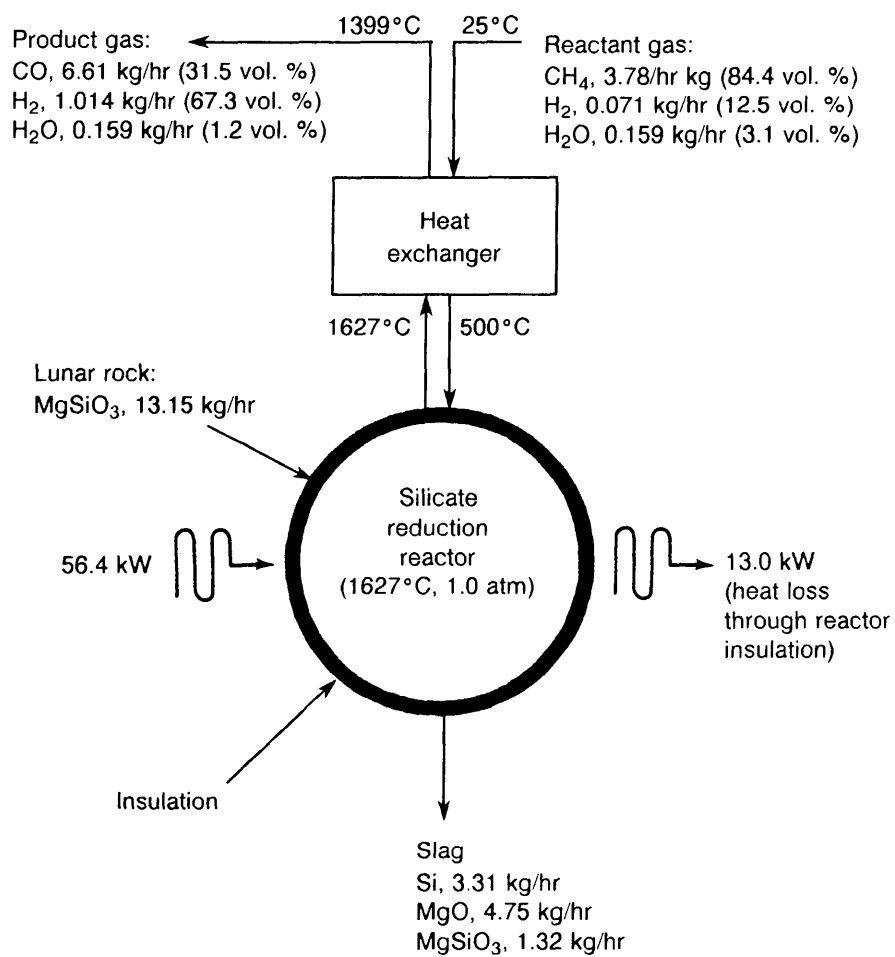 1399°C
25°C
Product gas:
CO, 6.61 kg/hr (31.5 vol. %)
H₂, 1.014 kg/hr (67.3 vol. %)
H₂O, 0.159 kg/hr (1.2 vol. %)
Reactant gas:
CH₄, 3.78/hr kg (84.4 vol. %)
H₂, 0.071 kg/hr (12.5 vol. %)
H₂O, 0.159 kg/hr (3.1 vol. %)
Heat
exchanger
1627°C
500°C
Lunar rock:
MgSiO₃, 13.15 kg/hr
Silicate
reduction
reactor
(1627°C, 1.0 atm)
56.4 kW
13.0 kW
(heat loss
through reactor
insulation)
Insulation
Slag
Si, 3.31 kg/hr
MgO, 4.75 kg/hr
MgSiO₃, 1.32 kg/hr